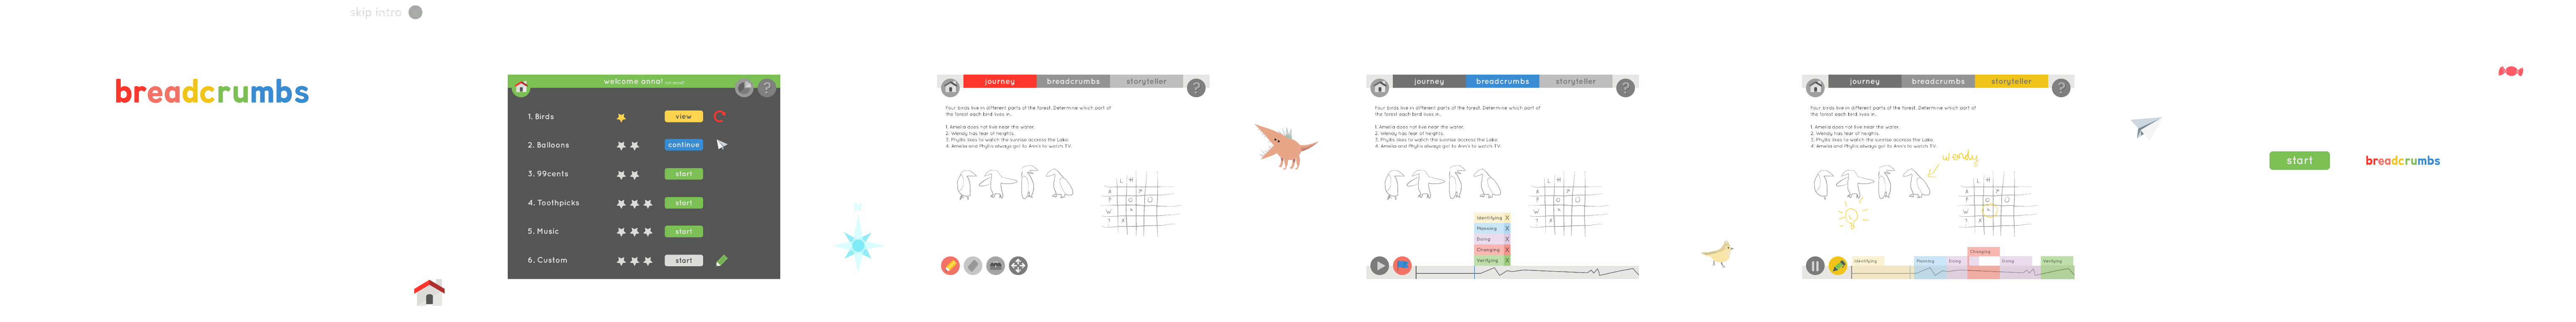 skip intro
breadcrumbs
welcome anna!
1. Birds
view
2. Balloons
continue
3. 99cents
start
4. Toothpicks
start
5. Music
start
6. Custom
start
N
journey breadcrumbs storyteller
?
Four birds live in different parts of the forest. Determine which part of
the forest each bird lives in.
1. Amelia does not live near the water.
2. Wendy has fear of heights.
3. Phyllis likes to watch the sunrise accross the Lake.
4. Amelia and Phyllis always got to Ann's to watch TV.
L H
A ?
P O U
W
? A
journey breadcrumbs storyteller
?
Four birds live in different parts of the forest. Determine which part of
the forest each bird lives in.
1. Amelia does not live near the water.
2. Wendy has fear of heights.
3. Phyllis likes to watch the sunrise accross the Lake.
4. Amelia and Phyllis always got to Ann's to watch TV.
Identifying X
Planning X
Doing X
Changing X
Verifying X
journey breadcrumbs storyteller
?
Four birds live in different parts of the forest. Determine which part of
the forest each bird lives in.
1. Amelia does not live near the water.
2. Wendy has fear of heights.
3. Phyllis likes to watch the sunrise accross the Lake.
4. Amelia and Phyllis always got to Ann's to watch TV.
wendy
Changing
Identifying Planning Doing Doing Verifying
start
breadcrumbs